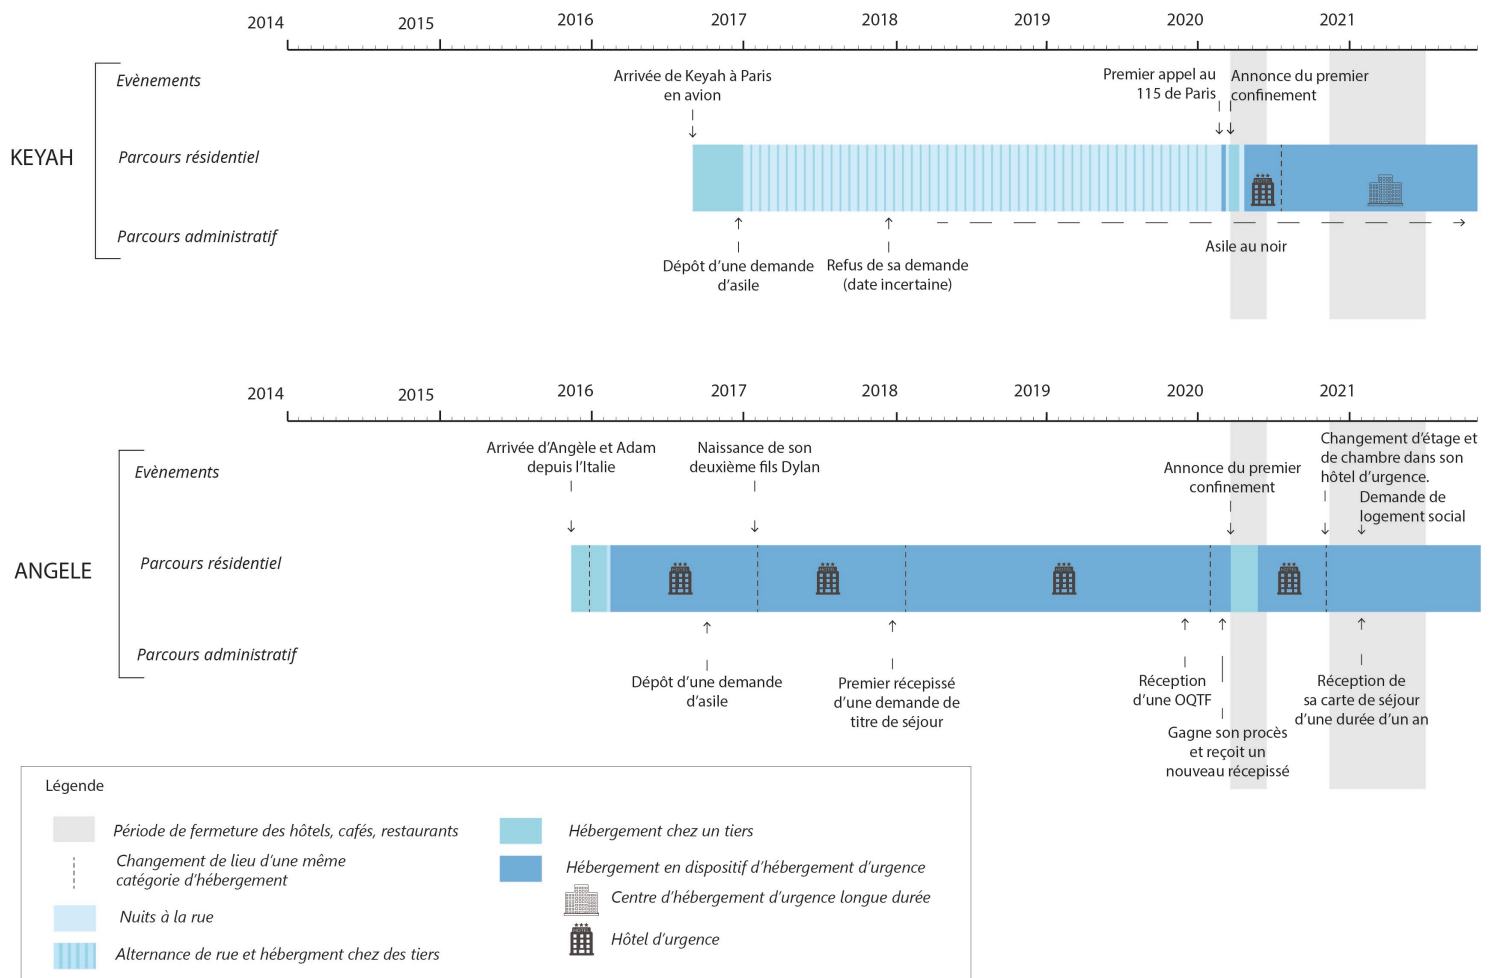 2014 2015 2016 2017 2018 2019 2020 2021
KEYAH
Evènements
Parcours résidentiel
Parcours administratif
Arrivée de Keyah à Paris
en avion
Premier appel au
115 de Paris
Annonce du premier
confinement
Dépôt d'une demande
d'asile
Refus de sa demande
(date incertaine)
Asile au noir
2014 2015 2016 2017 2018 2019 2020 2021
ANGELE
Evènements
Parcours résidentiel
Parcours administratif
Arrivée d'Angèle et Adam
depuis l'Italie
Naissance de son
deuxième fils Dylan
Annonce du premier
confinement
Changement d'étage et
de chambre dans son
hôtel d'urgence.
Demande de
logement social
Dépôt d'une demande
d'asile
Premier récepissé
d'une demande de
titre de séjour
Réception
d'une OQTF
Gagne son procès
et reçoit un
nouveau récepissé
Réception de
sa carte de séjour
d'une durée d'un an
Légende
Période de fermeture des hôtels, cafés, restaurants
Changement de lieu d'une même
catégorie d'hébergement
Nuits à la rue
Alternance de rue et hébergment chez des tiers
Hébergement chez un tiers
Hébergement en dispositif d'hébergement d'urgence
Centre d'hébergement d'urgence longue durée
Hôtel d'urgence